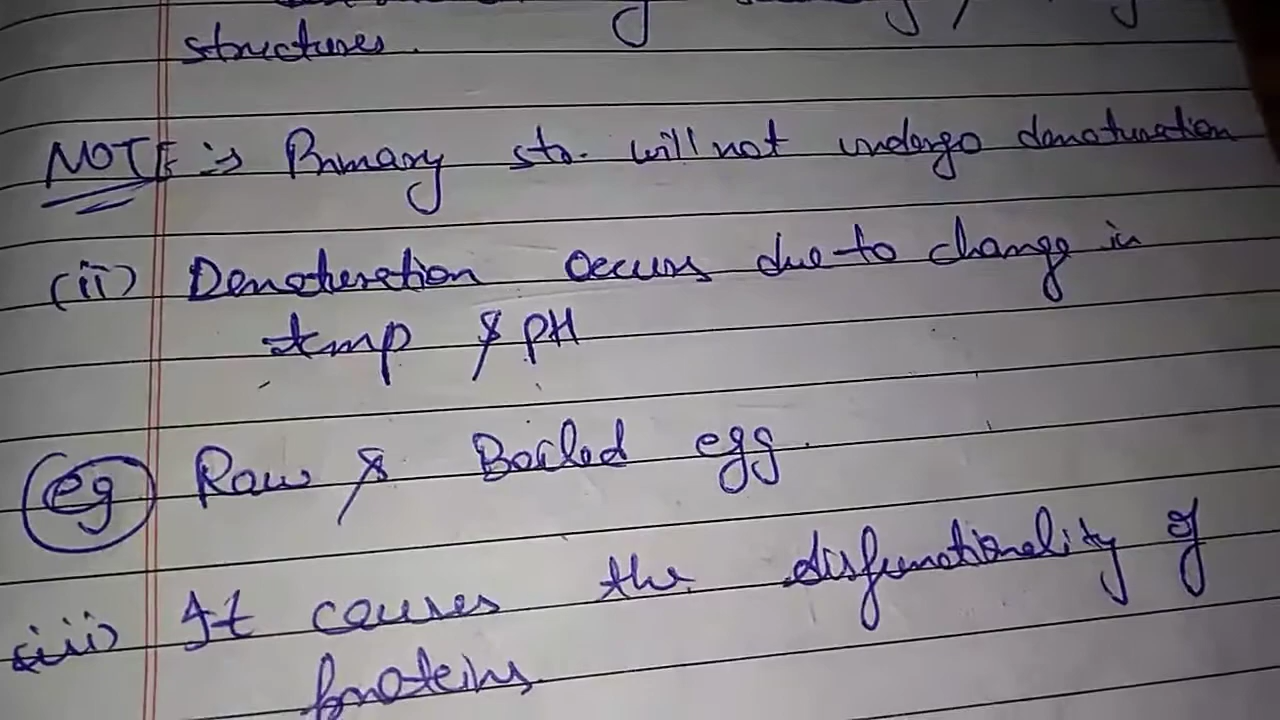 structures.
NOTE :→ Primary str. will not undergo denaturation
(ii) Denaturation occurs due to change in
temp & PH
eg Raw & Boiled egg.
(iii) It causes the disfunctionality of
Proteins